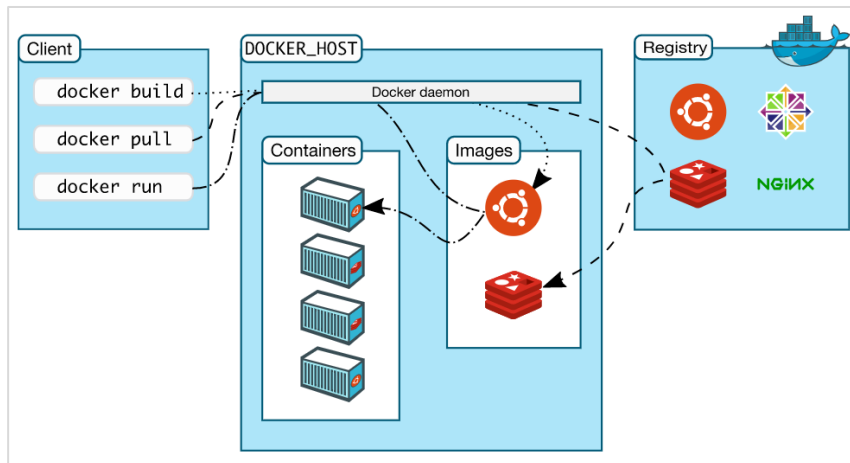 Client
docker build
docker pull
docker run
DOCKER_HOST
Docker daemon
Containers
Images
Registry
NGINX